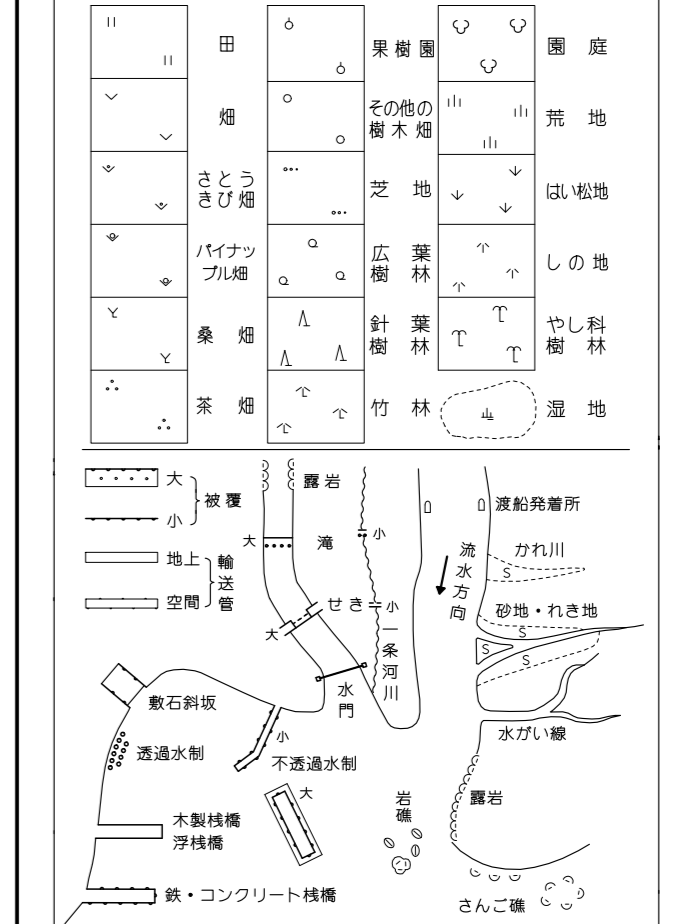 田
果樹園
園庭
畑
その他の
樹木畑
荒地
さとう
きび畑
芝地
はい松地
パイナッ
プル畑
広葉
樹林
しの地
桑畑
針葉
樹林
やし科
樹林
茶畑
竹林
湿地
大
小
被覆
地上
空間
輸送管
露岩
大
滝
小
せき
小
大
一条河川
水門
渡船発着所
流水方向
かれ川
S
砂地・れき地
S
S
S
水がい線
敷石斜坂
透過水制
小
不透過水制
大
木製桟橋
浮桟橋
鉄・コンクリート桟橋
岩礁
露岩
さんご礁